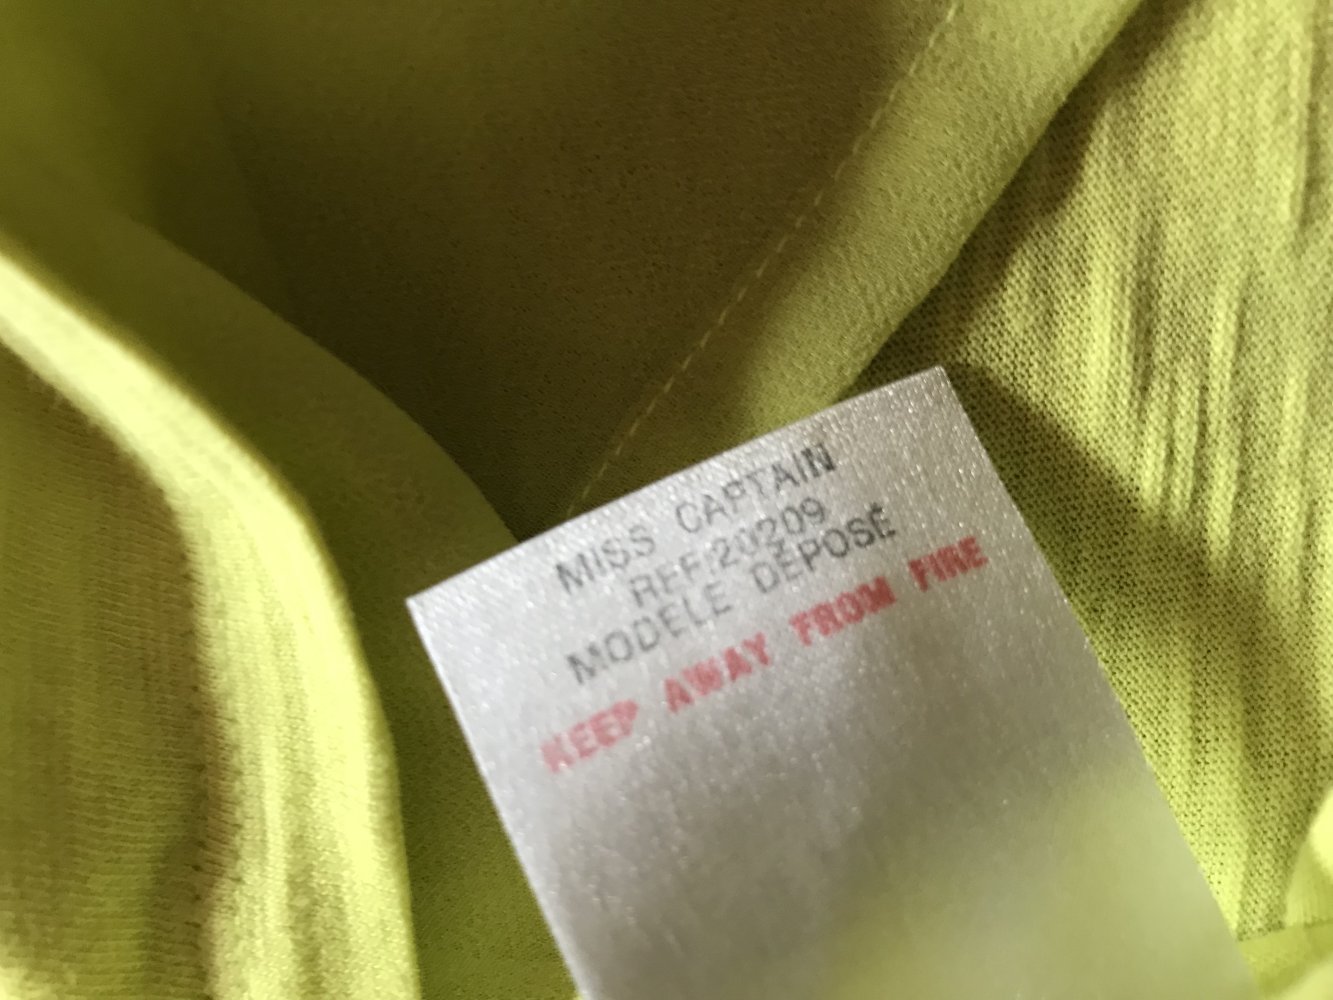 MISS CAPTAIN
REF:20209
MODELE DEPOSÉ
KEEP AWAY FROM FIRE